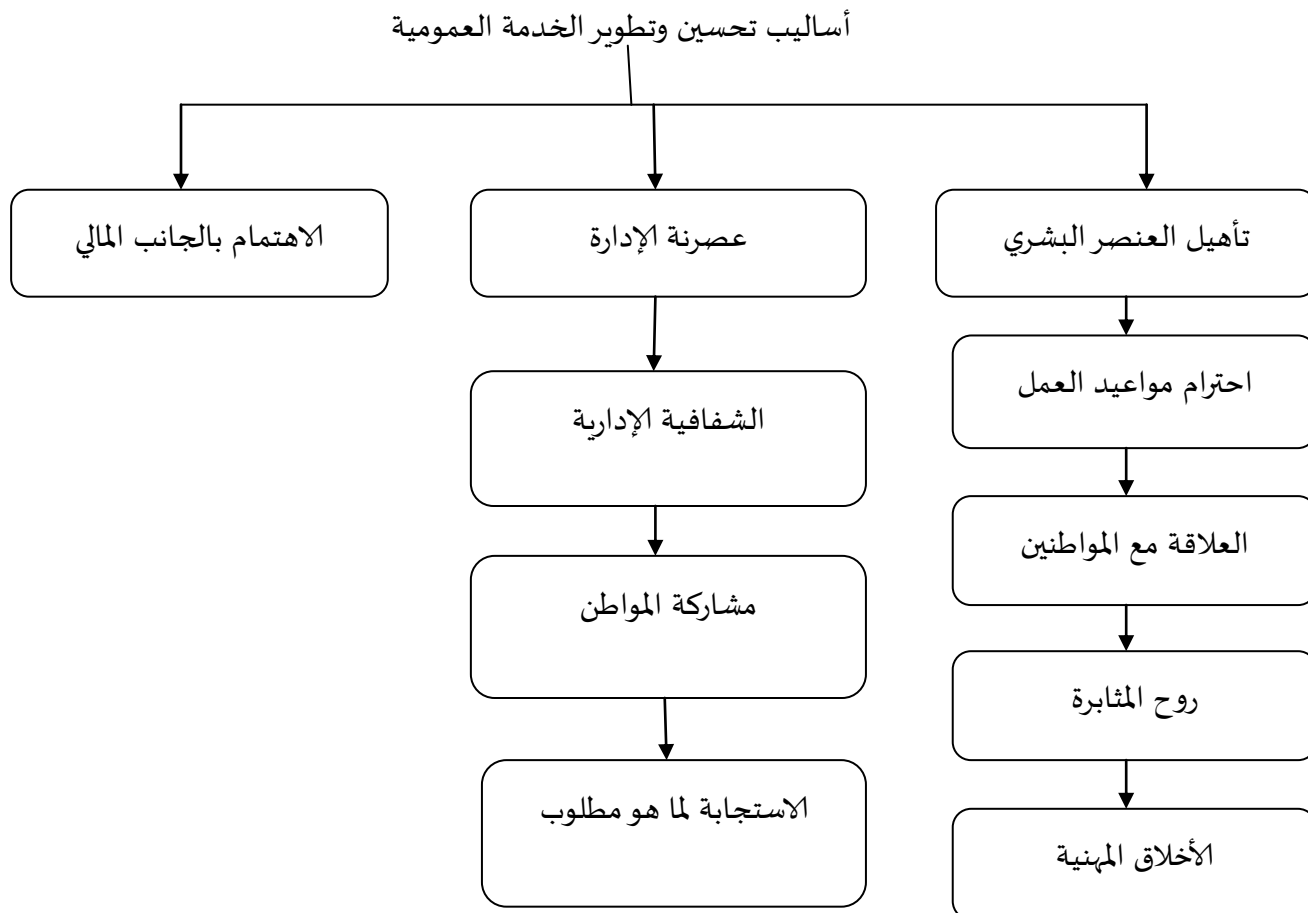 أساليب تحسين وتطوير الخدمة العمومية
تأهيل العنصر البشري
عصرنة الإدارة
الاهتمام بالجانب المالي
احترام مواعيد العمل
الشفافية الإدارية
العلاقة مع المواطنين
مشاركة المواطن
روح المثابرة
الاستجابة لما هو مطلوب
الأخلاق المهنية